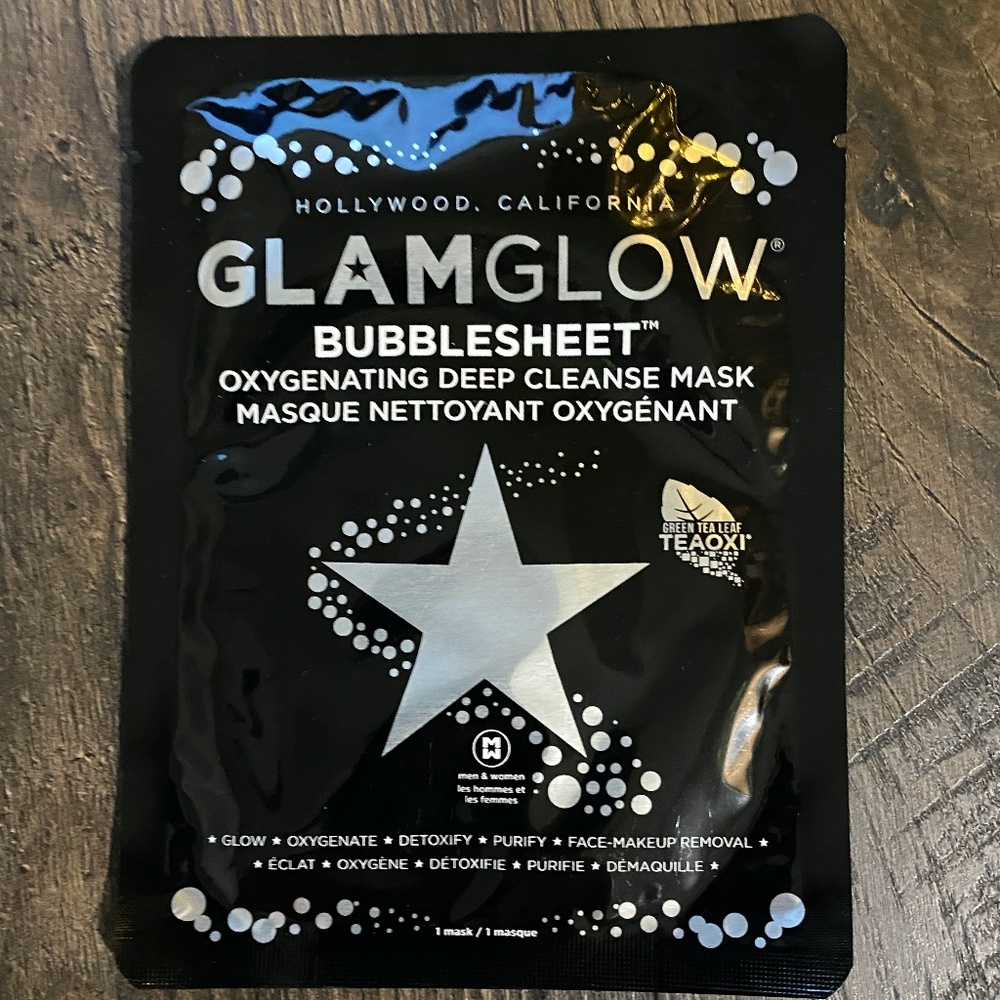 HOLLYWOOD, CALIFORNIA
GLAMGLOW®
BUBBLESHEET™
OXYGENATING DEEP CLEANSE MASK
MASQUE NETTOYANT OXYGÉNANT
GREEN TEA LEAF
TEAOXI®
MW
men & women
les hommes et
les femmes
★ GLOW ★ OXYGENATE ★ DETOXIFY ★ PURIFY ★ FACE-MAKEUP REMOVAL ★
★ ÉCLAT ★ OXYGÈNE ★ DÉTOXIFIE ★ PURIFIE ★ DÉMAQUILLE ★
1 mask / 1 masque